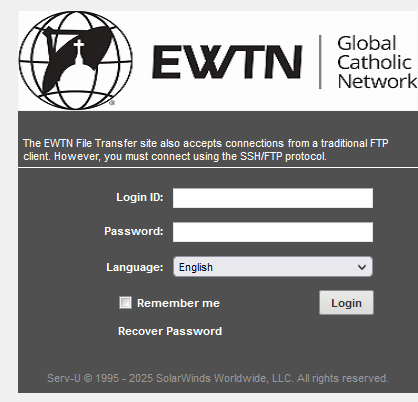 EWTN
Global
Catholic
Network
The EWTN File Transfer site also accepts connections from a traditional FTP
client. However, you must connect using the SSH/FTP protocol.
Login ID:
Password:
Language: English
Remember me Login
Recover Password
Serv-U © 1995 - 2025 SolarWinds Worldwide, LLC. All rights reserved.